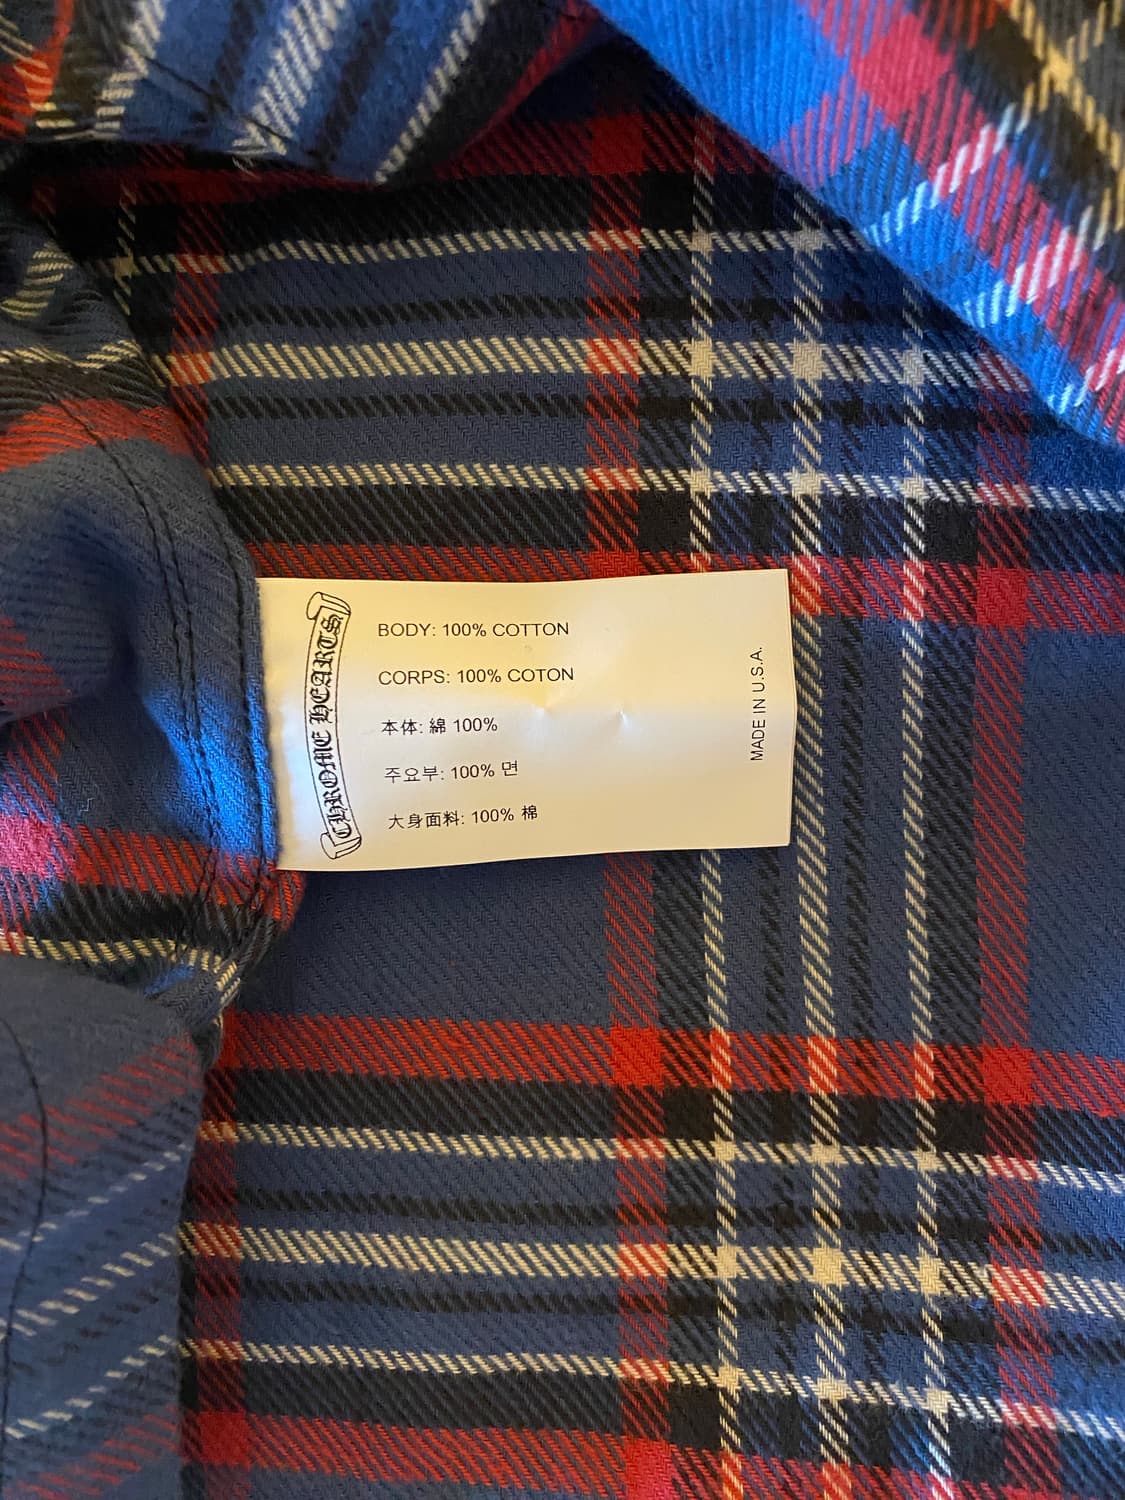 CHROME HEARTS
BODY: 100% COTTON
CORPS: 100% COTON
本体: 綿 100%
주요부: 100% 면
大身面料: 100% 棉
MADE IN U.S.A.